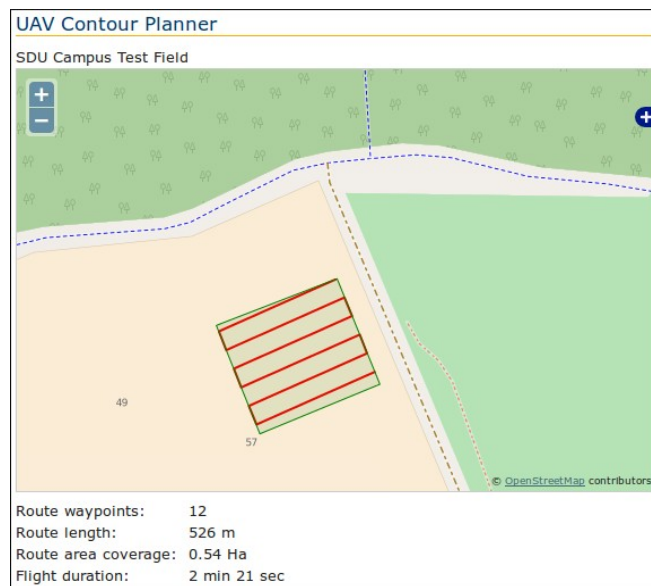 UAV Contour Planner
SDU Campus Test Field
+
−
+
49
57
© OpenStreetMap contributors
Route waypoints: 12
Route length: 526 m
Route area coverage: 0.54 Ha
Flight duration: 2 min 21 sec